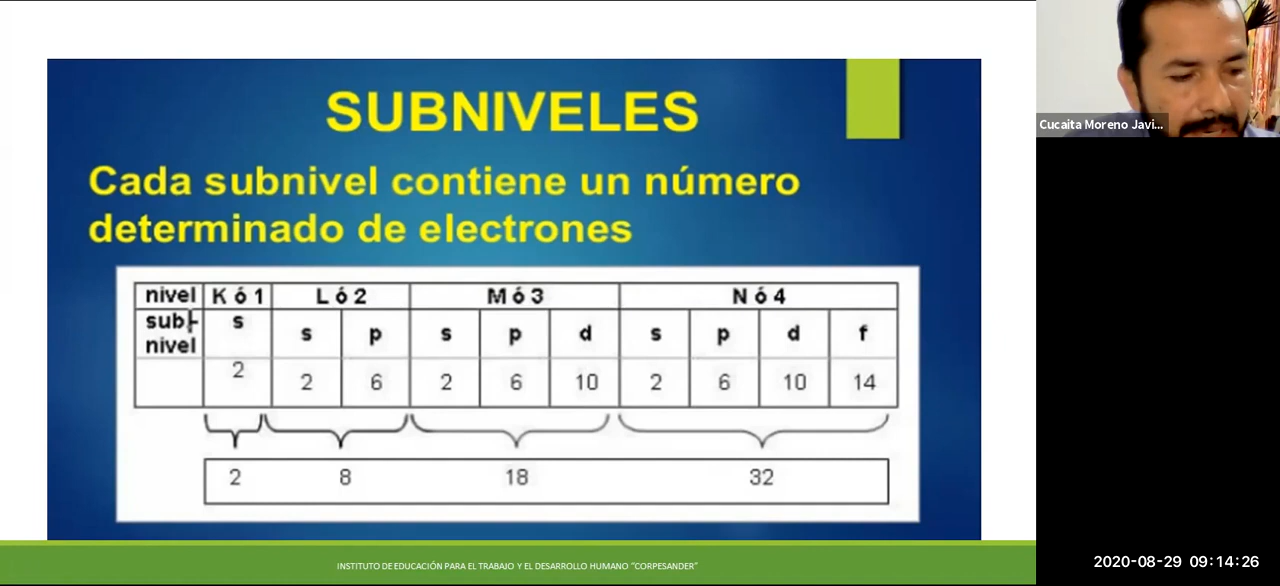 SUBNIVELES
Cada subnivel contiene un número
determinado de electrones
nivel K ó 1 L ó 2 M ó 3 N ó 4
sub-
nivel
s s p s p d s p d f
2 2 6 2 6 10 2 6 10 14
2 8 18 32
INSTITUTO DE EDUCACIÓN PARA EL TRABAJO Y EL DESARROLLO HUMANO "CORPESANDER"
Cucaita Moreno Javi...
2020-08-29 09:14:26